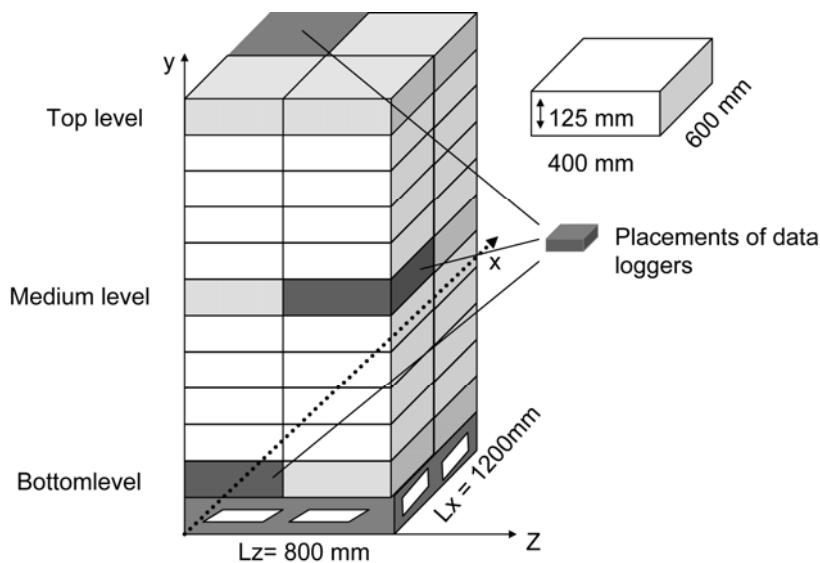 y
Top level
125 mm
400 mm
600 mm
Placements of data
loggers
x
Medium level
Bottomlevel
Lx = 1200mm
Z
Lz= 800 mm